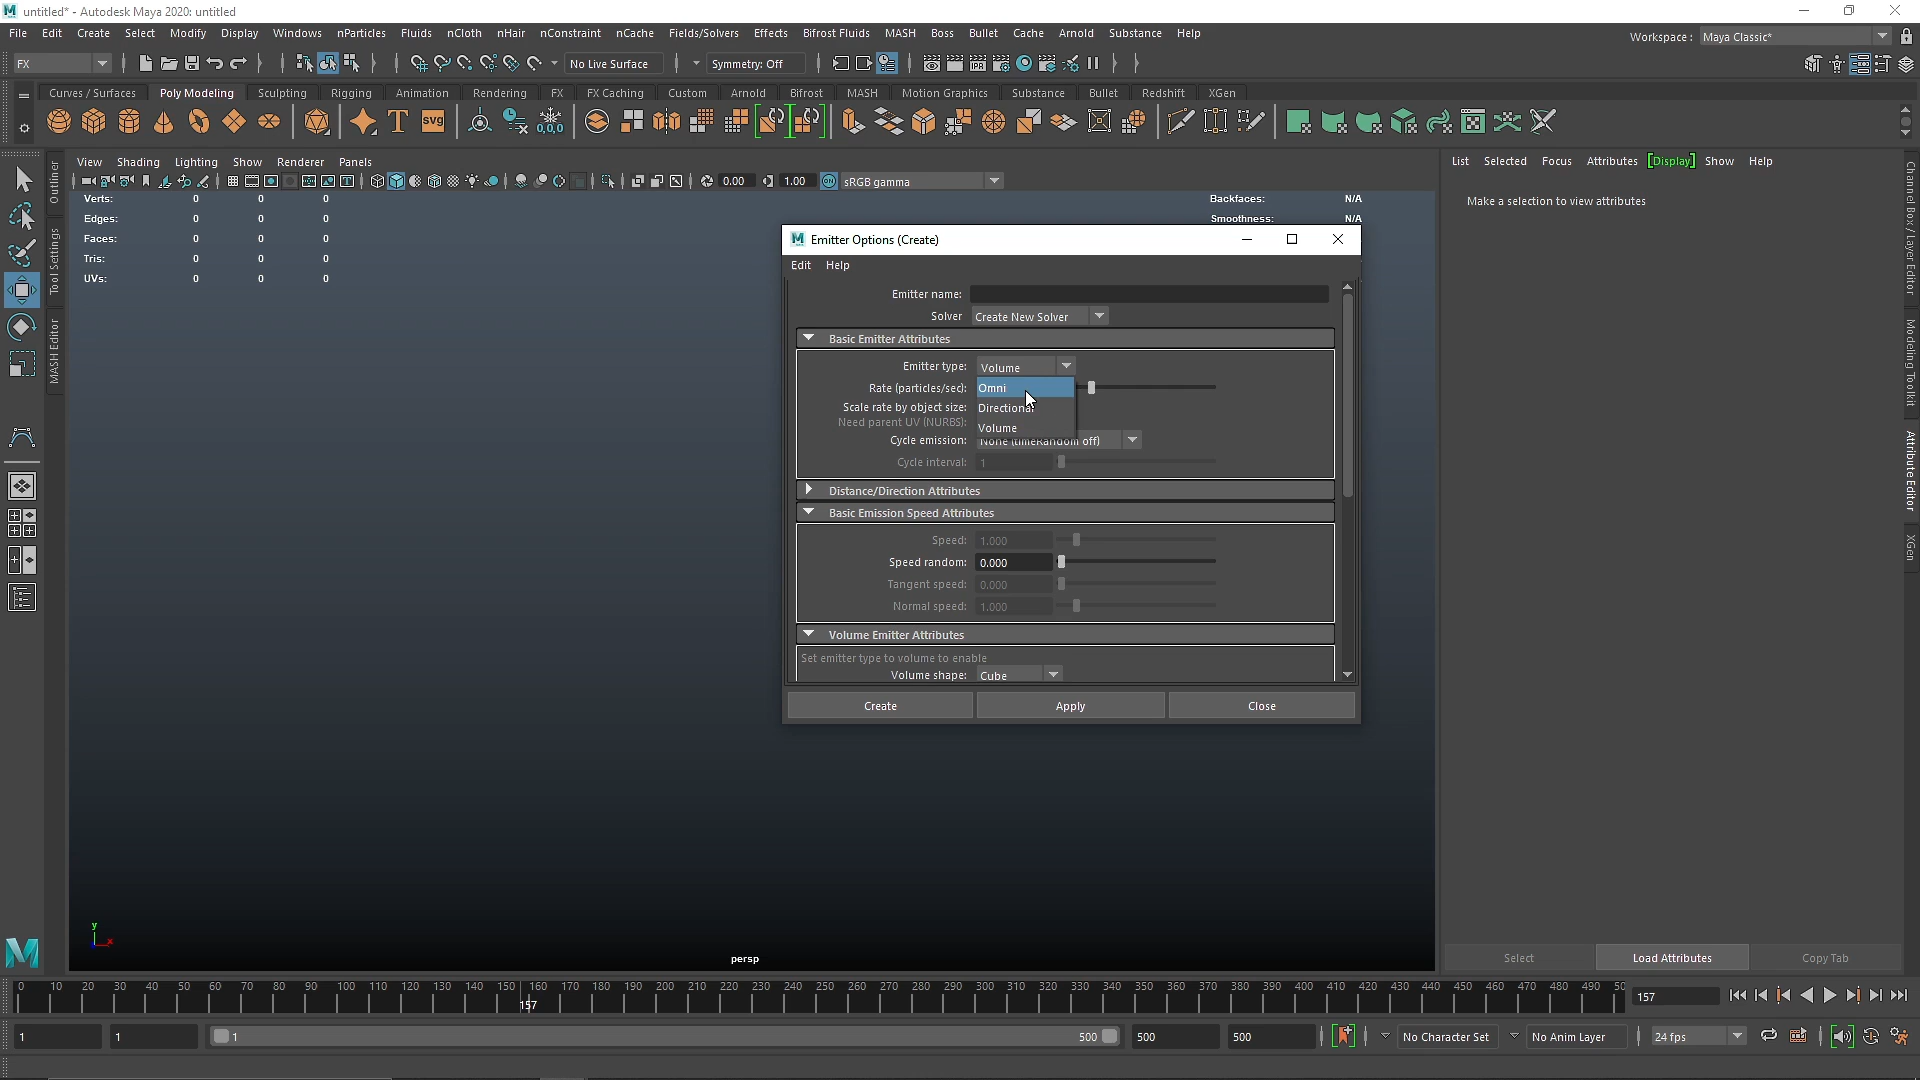 untitled* - Autodesk Maya 2020: untitled
File Edit Create Select Modify Display Windows nParticles Fluids nCloth nHair nConstraint nCache Fields/Solvers Effects Bifrost Fluids MASH Boss Bullet Cache Arnold Substance Help
Workspace : Maya Classic*
FX No Live Surface Symmetry: Off
Curves / Surfaces Poly Modeling Sculpting Rigging Animation Rendering FX FX Caching Custom Arnold Bifrost MASH Motion Graphics Substance Bullet Redshift XGen
T SVG 0,0,0
View Shading Lighting Show Renderer Panels
0.00 1.00 ON sRGB gamma
List Selected Focus Attributes [Display] Show Help
Make a selection to view attributes
Outliner
Tool Settings
MASH Editor
Verts: 0 0 0
Edges: 0 0 0
Faces: 0 0 0
Tris: 0 0 0
UVs: 0 0 0
Backfaces: N/A
Smoothness: N/A
Emitter Options (Create)
Edit Help
Emitter name:
Solver Create New Solver
Basic Emitter Attributes
Emitter type: Volume
Rate (particles/sec): Omni
Scale rate by object size: Directional
Need parent UV (NURBS):
Volume
Cycle emission: None (timeRandom off)
Cycle interval: 1
Distance/Direction Attributes
Basic Emission Speed Attributes
Speed: 1.000
Speed random: 0.000
Tangent speed: 0.000
Normal speed: 1.000
Volume Emitter Attributes
Set emitter type to volume to enable
Volume shape: Cube
Create Apply Close
Channel Box / Layer Editor
Modeling Toolkit
Attribute Editor
XGen
y
x
persp
Select Load Attributes Copy Tab
0 10 20 30 40 50 60 70 80 90 100 110 120 130 140 150 160 170 180 190 200 210 220 230 240 250 260 270 280 290 300 310 320 330 340 350 360 370 380 390 400 410 420 430 440 450 460 470 480 490 50
157
157
1 1 1 500 500 500 No Character Set No Anim Layer 24 fps